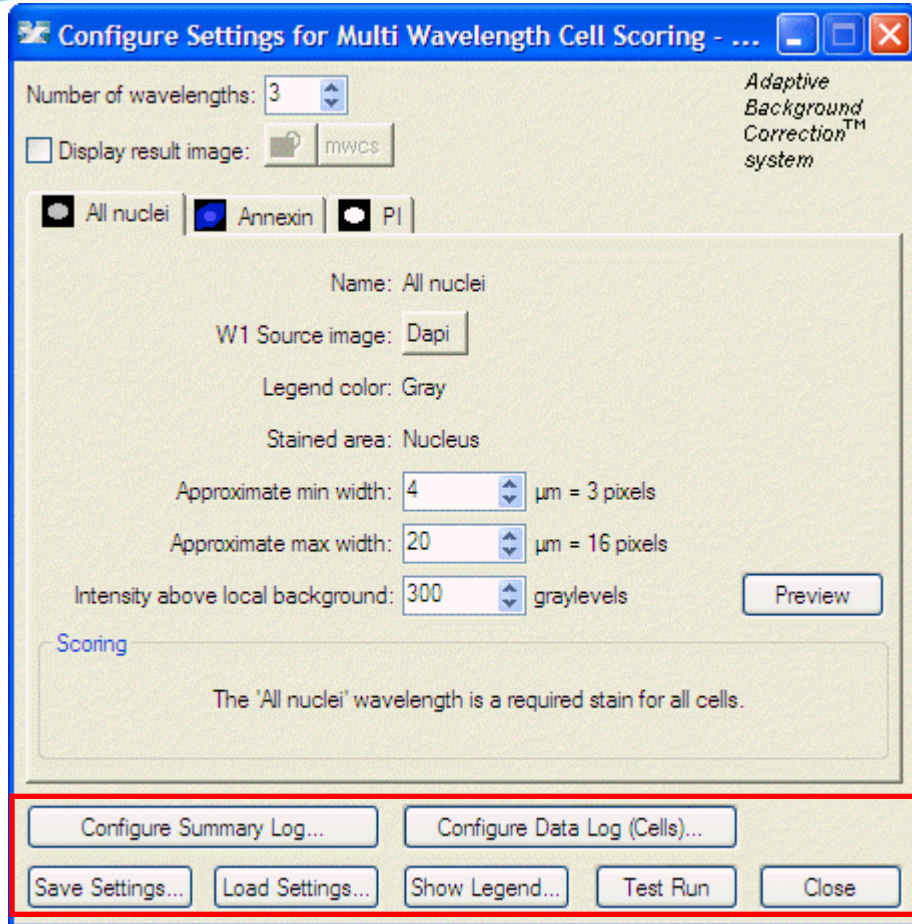 Configure Settings for Multi Wavelength Cell Scoring - ...
Number of wavelengths: 3
Adaptive
Background
Correction™
system
Display result image: mwcs
All nuclei Annexin PI
Name: All nuclei
W1 Source image: Dapi
Legend color: Gray
Stained area: Nucleus
Approximate min width: 4 µm = 3 pixels
Approximate max width: 20 µm = 16 pixels
Intensity above local background: 300 graylevels Preview
Scoring
The 'All nuclei' wavelength is a required stain for all cells.
Configure Summary Log... Configure Data Log (Cells)...
Save Settings... Load Settings... Show Legend... Test Run Close